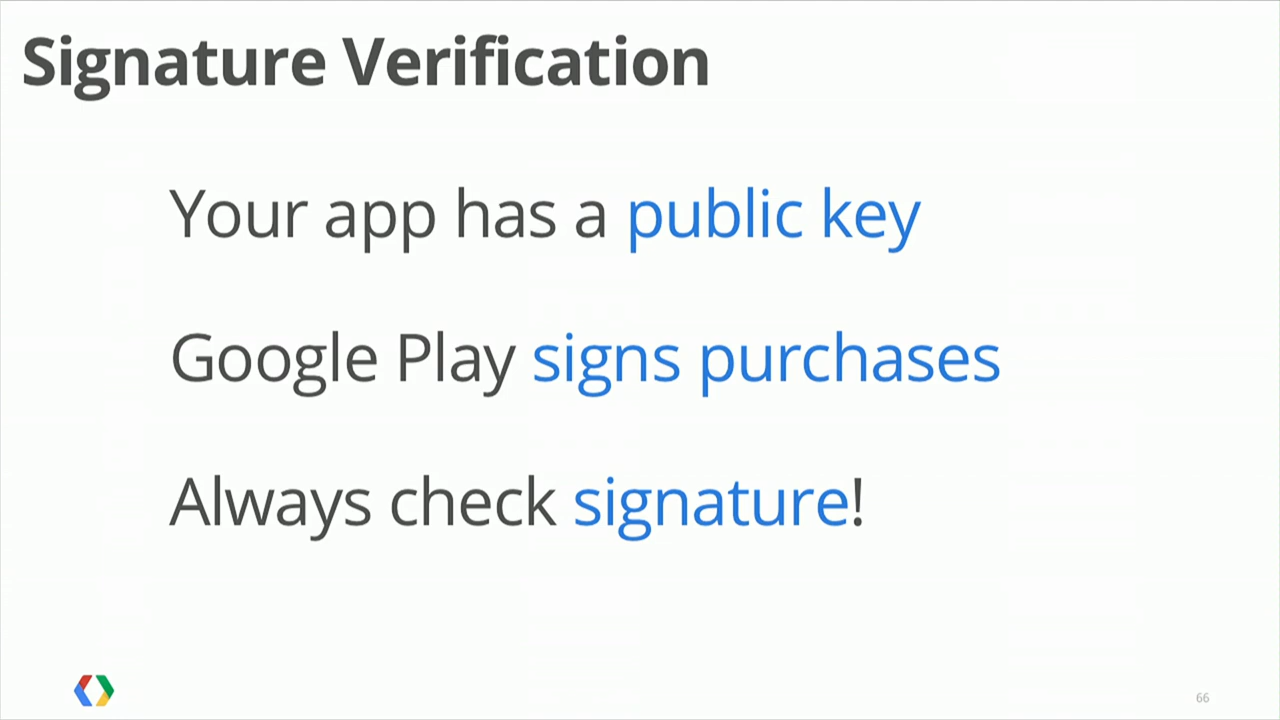 Signature Verification
Your app has a public key
Google Play signs purchases
Always check signature!
66